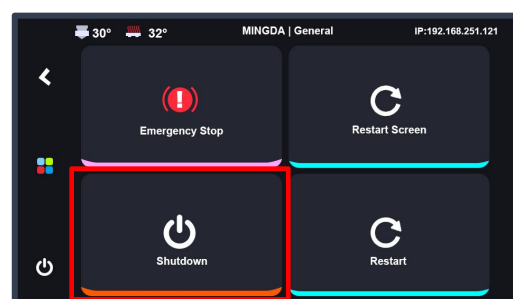 30° 32° MINGDA | General IP:192.168.251.121
Emergency Stop Restart Screen
Shutdown Restart